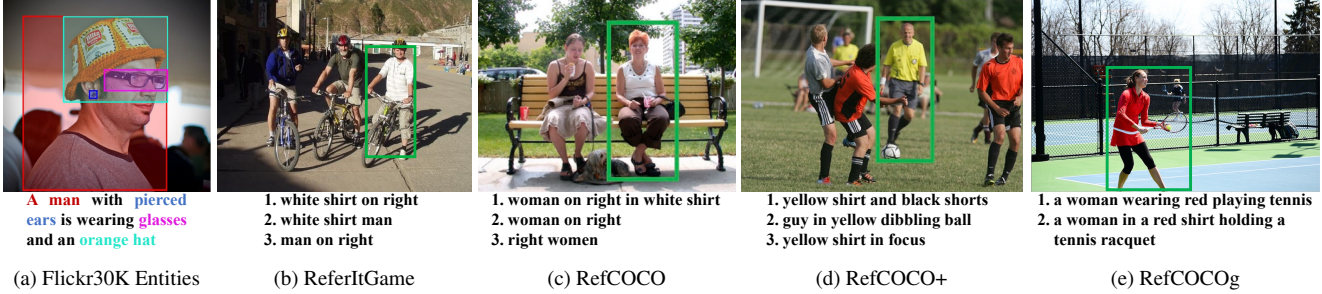 A man with pierced
ears is wearing glasses
and an orange hat
(a) Flickr30K Entities
1. white shirt on right
2. white shirt man
3. man on right
(b) ReferItGame
1. woman on right in white shirt
2. woman on right
3. right women
(c) RefCOCO
1. yellow shirt and black shorts
2. guy in yellow dibbling ball
3. yellow shirt in focus
(d) RefCOCO+
1. a woman wearing red playing tennis
2. a woman in a red shirt holding a
tennis racquet
(e) RefCOCOg